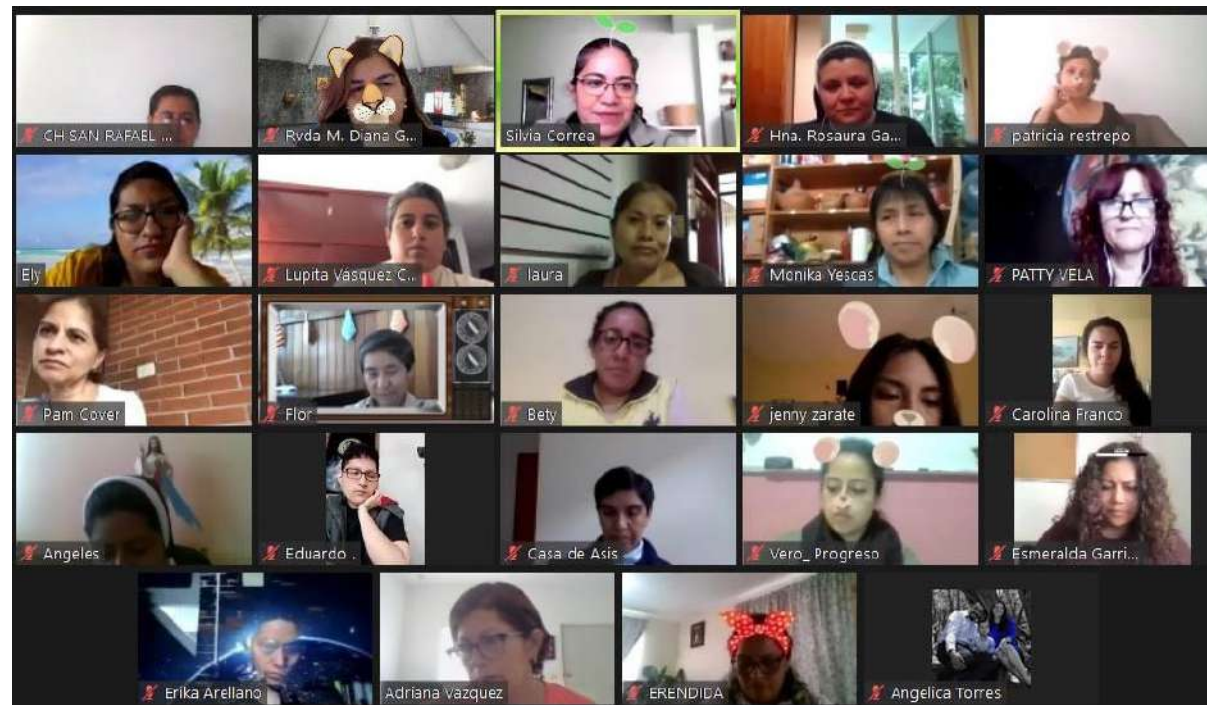 CH SAN RAFAEL ...
Rvda M. Diana G...
Silvia Correa
Hna. Rosaura Ga...
patricia restrepo
Ely
Lupita Vásquez C...
laura
Monika Yescas
PATTY VELA
Pam Cover
Flor
Bety
jenny zarate
Carolina Franco
Angeles
Eduardo .
Casa de Asis
Vero_ Progreso
Esmeralda Garri...
Erika Arellano
Adriana Vazquez
ERENDIDA
Angelica Torres